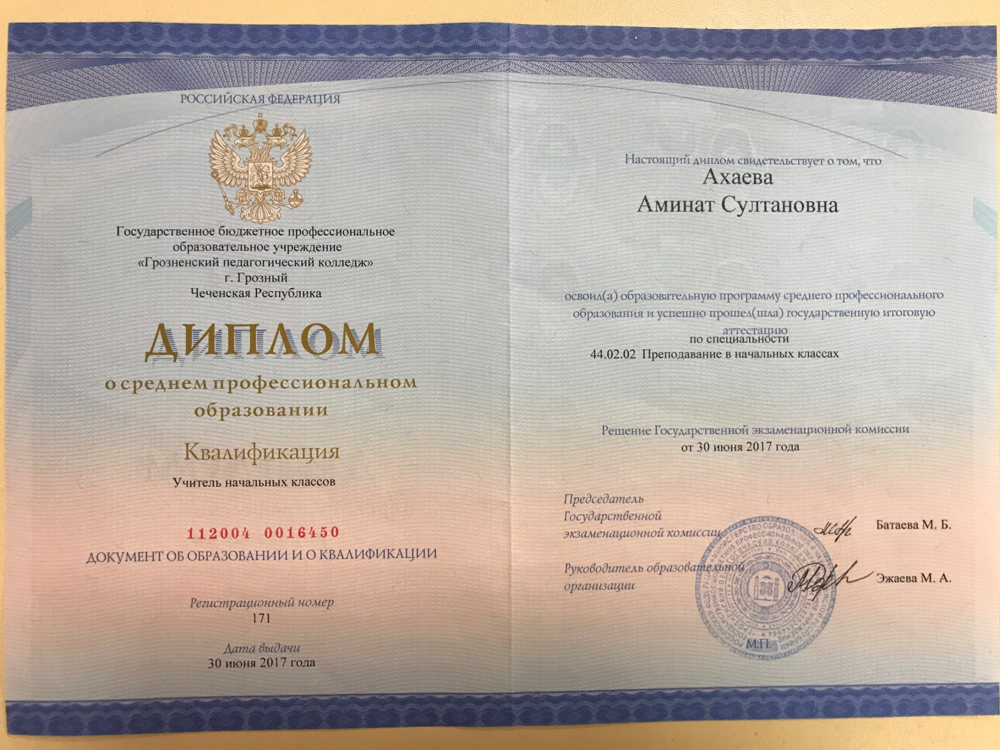 РОССИЙСКАЯ ФЕДЕРАЦИЯ
Государственное бюджетное профессиональное
образовательное учреждение
«Грозненский педагогический колледж»
г. Грозный
Чеченская Республика
ДИПЛОМ
о среднем профессиональном
образовании
Квалификация
Учитель начальных классов
112004 0016450
ДОКУМЕНТ ОБ ОБРАЗОВАНИИ И О КВАЛИФИКАЦИИ
Регистрационный номер
171
Дата выдачи
30 июня 2017 года
Настоящий диплом свидетельствует о том, что
Ахаева
Аминат Султановна
освоил(а) образовательную программу среднего профессионального
образования и успешно прошел(шла) государственную итоговую
аттестацию
по специальности
44.02.02 Преподавание в начальных классах
Решение Государственной экзаменационной комиссии
от 30 июня 2017 года
Председатель
Государственной
экзаменационной комиссии
Батаева М. Б.
Руководитель образовательной
организации
Эжаева М. А.
М.П.